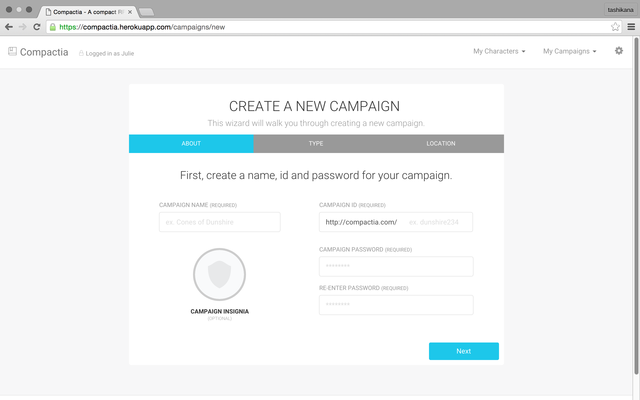 Compactia - A compact R
tashikana
https://compactia.herokuapp.com/campaigns/new
Compactia
Logged in as Julie
My Characters
My Campaigns
CREATE A NEW CAMPAIGN
This wizard will walk you through creating a new campaign.
ABOUT
TYPE
LOCATION
First, create a name, id and password for your campaign.
CAMPAIGN NAME (REQUIRED)
CAMPAIGN ID (REQUIRED)
ex. Cones of Dunshire
http://compactia.com/
ex. dunshire234
CAMPAIGN PASSWORD (REQUIRED)
********
RE-ENTER PASSWORD (REQUIRED)
********
CAMPAIGN INSIGNIA
(OPTIONAL)
Next